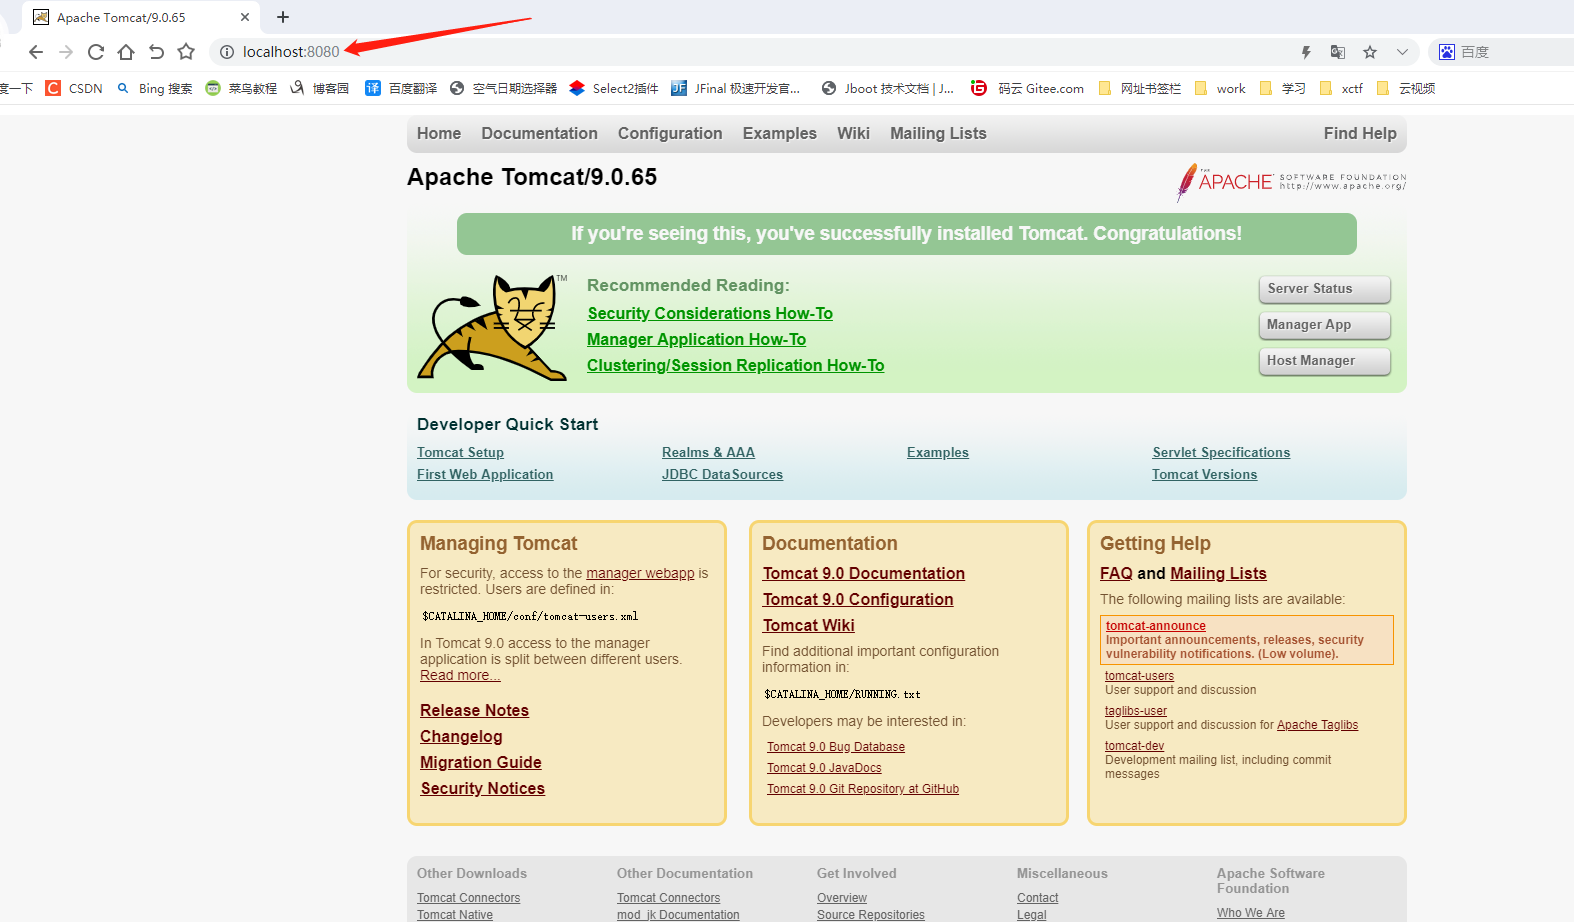 Apache Tomcat/9.0.65
localhost:8080
百度
度一下 CSDN Bing 搜索 菜鸟教程 博客园 译 百度翻译 空气日期选择器 Select2插件 JF JFinal 极速开发官... Jboot 技术文档 | J... 码云 Gitee.com 网址书签栏 work 学习 xctf 云视频
Home Documentation Configuration Examples Wiki Mailing Lists Find Help
Apache Tomcat/9.0.65
THE APACHE SOFTWARE FOUNDATION
http://www.apache.org/
If you're seeing this, you've successfully installed Tomcat. Congratulations!
TM
Recommended Reading:
Security Considerations How-To
Manager Application How-To
Clustering/Session Replication How-To
Server Status
Manager App
Host Manager
Developer Quick Start
Tomcat Setup
First Web Application
Realms & AAA
JDBC DataSources
Examples
Servlet Specifications
Tomcat Versions
Managing Tomcat
For security, access to the manager webapp is
restricted. Users are defined in:
$CATALINA_HOME/conf/tomcat-users.xml
In Tomcat 9.0 access to the manager
application is split between different users.
Read more...
Release Notes
Changelog
Migration Guide
Security Notices
Documentation
Tomcat 9.0 Documentation
Tomcat 9.0 Configuration
Tomcat Wiki
Find additional important configuration
information in:
$CATALINA_HOME/RUNNING.txt
Developers may be interested in:
Tomcat 9.0 Bug Database
Tomcat 9.0 JavaDocs
Tomcat 9.0 Git Repository at GitHub
Getting Help
FAQ and Mailing Lists
The following mailing lists are available:
tomcat-announce
Important announcements, releases, security
vulnerability notifications. (Low volume).
tomcat-users
User support and discussion
taglibs-user
User support and discussion for Apache Taglibs
tomcat-dev
Development mailing list, including commit
messages
Other Downloads
Tomcat Connectors
Tomcat Native
Other Documentation
Tomcat Connectors
mod_jk Documentation
Get Involved
Overview
Source Repositories
Miscellaneous
Contact
Legal
Apache Software
Foundation
Who We Are